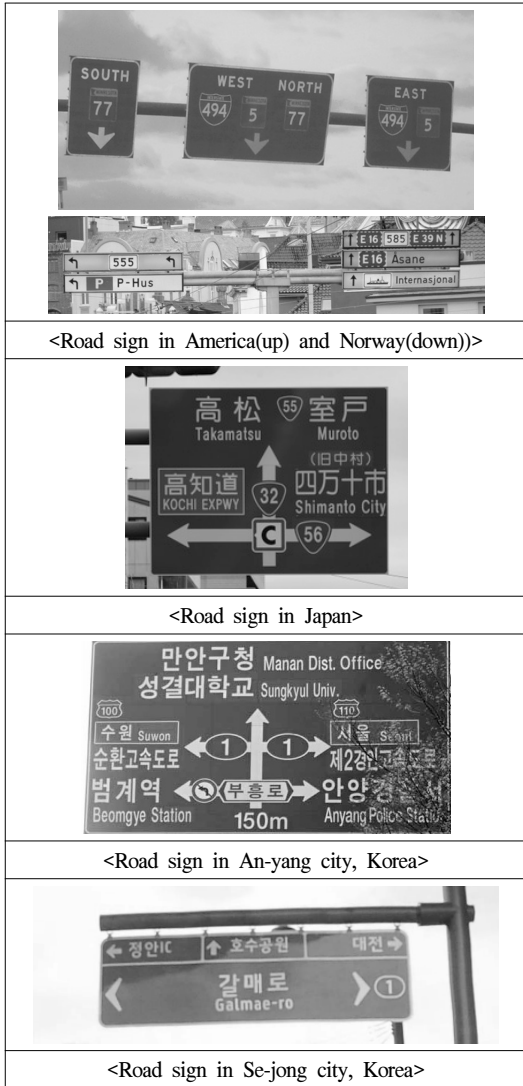 SOUTH
77
WEST NORTH
494 5 77
EAST
494 5
555
P P-Hus
E 16 585 E 39 N
E16 Åsane
Internasjonal
<Road sign in America(up) and Norway(down))>
高松 55 室戸
Takamatsu Muroto
(旧中村)
高知道 32 四万十市
KOCHI EXPWY Shimanto City
C 56
<Road sign in Japan>
만안구청 Manan Dist. Office
성결대학교 Sungkyul Univ.
100 110
수원 Suwon 서울 Seoul
순환고속도로 1 1 제2경인고속도로
범계역 부흥로 안양
Beomgye Station 150m Anyang Police
<Road sign in An-yang city, Korea>
정안IC 호수공원 대전
갈매로 1
Galmae-ro
<Road sign in Se-jong city, Korea>